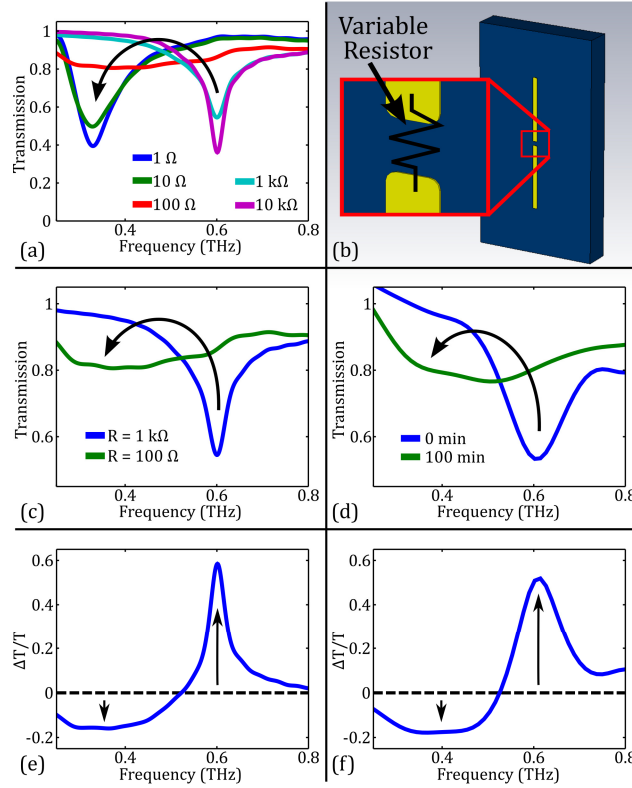 1
0.8
0.6
0.4
0.2
0
Transmission
1 Ω
10 Ω
100 Ω
1 kΩ
10 kΩ
0.4
0.6
0.8
Frequency (THz)
(a)
Variable
Resistor
(b)
1
0.8
0.6
Transmission
R = 1 kΩ
R = 100 Ω
0.4
0.6
0.8
Frequency (THz)
(c)
1
0.8
0.6
Transmission
0 min
100 min
0.4
0.6
0.8
Frequency (THz)
(d)
0.6
0.4
0.2
0
-0.2
ΔT/T
0.4
0.6
0.8
Frequency (THz)
(e)
0.6
0.4
0.2
0
-0.2
ΔT/T
0.4
0.6
0.8
Frequency (THz)
(f)